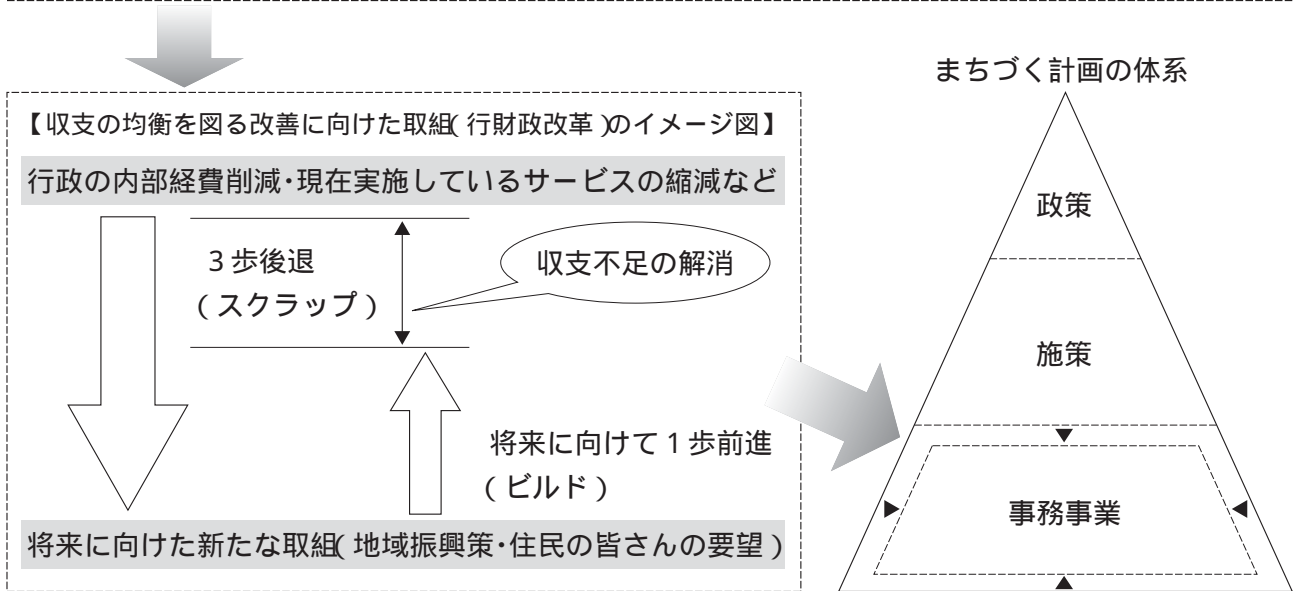 【収支の均衡を図る改善に向けた取組(行財政改革)のイメージ図】
行政の内部経費削減・現在実施しているサービスの縮減など
3歩後退
(スクラップ)
収支不足の解消
将来に向けて1歩前進
(ビルド)
将来に向けた新たな取組(地域振興策・住民の皆さんの要望)
まちづく計画の体系
政策
施策
事務事業